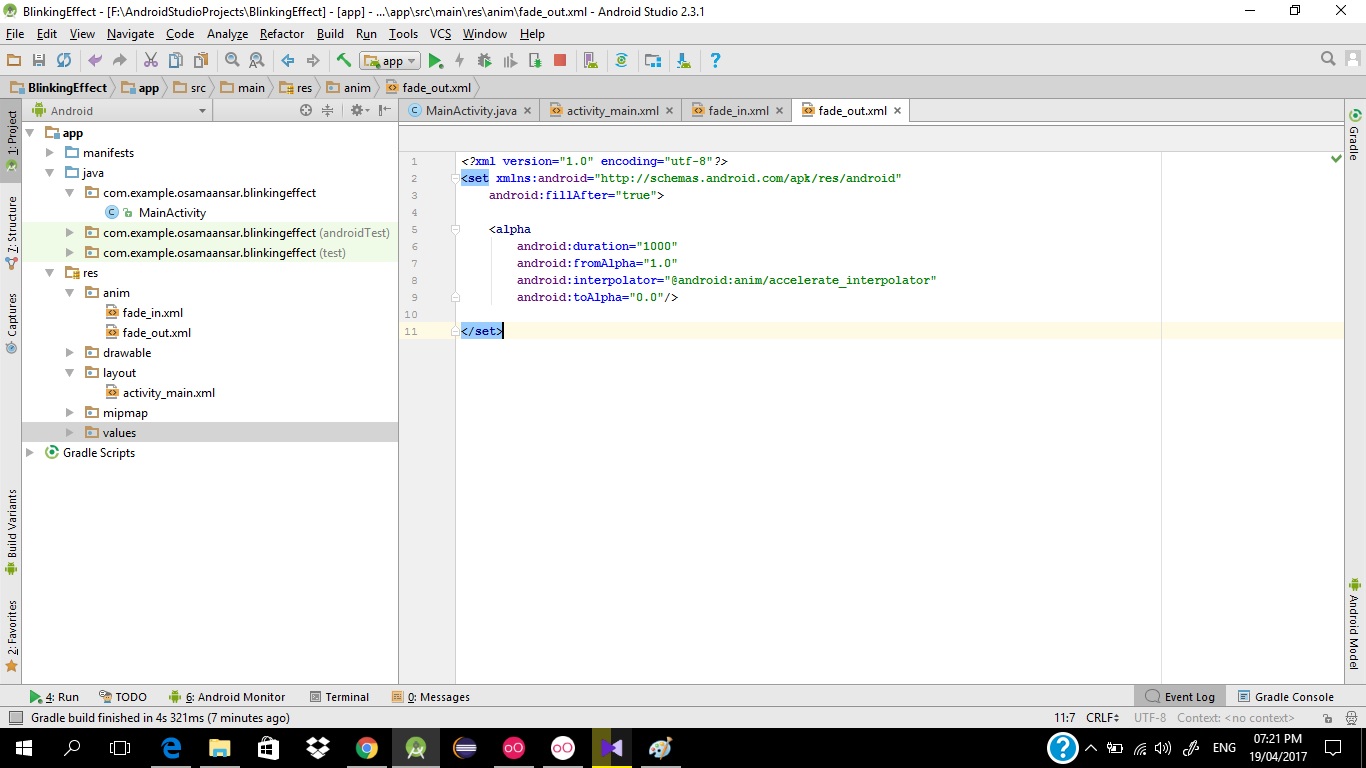 BlinkingEffect - [F:\AndroidStudioProjects\BlinkingEffect] - [app] - ...\app\src\main\res\anim\fade_out.xml - Android Studio 2.3.1
File Edit View Navigate Code Analyze Refactor Build Run Tools VCS Window Help
app
BlinkingEffect app src main res anim fade_out.xml
Android
MainActivity.java activity_main.xml fade_in.xml fade_out.xml
1: Project
7: Structure
Captures
Build Variants
2: Favorites
app
manifests
java
com.example.osamaansar.blinkingeffect
MainActivity
com.example.osamaansar.blinkingeffect (androidTest)
com.example.osamaansar.blinkingeffect (test)
res
anim
fade_in.xml
fade_out.xml
drawable
layout
activity_main.xml
mipmap
values
Gradle Scripts
1 <?xml version="1.0" encoding="utf-8"?>
2 <set xmlns:android="http://schemas.android.com/apk/res/android"
3 android:fillAfter="true">
4
5 <alpha
6 android:duration="1000"
7 android:fromAlpha="1.0"
8 android:interpolator="@android:anim/accelerate_interpolator"
9 android:toAlpha="0.0"/>
10
11 </set>
Gradle
Android Model
4: Run TODO 6: Android Monitor Terminal 0: Messages Event Log Gradle Console
Gradle build finished in 4s 321ms (7 minutes ago) 11:7 CRLF UTF-8 Context: <no context>
ENG 07:21 PM
19/04/2017